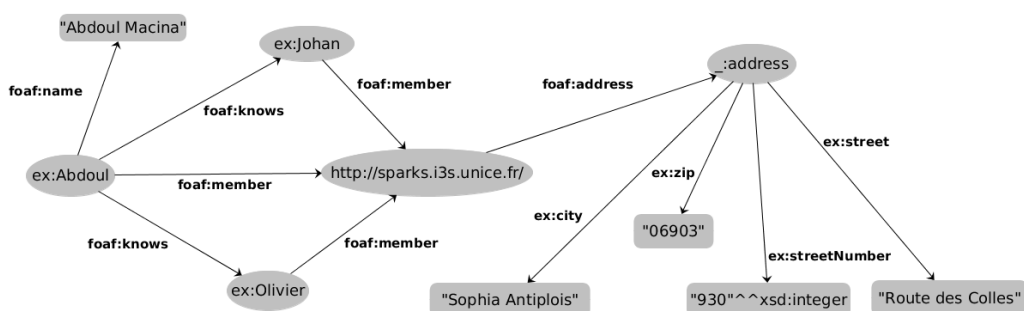 "Abdoul Macina"
ex:Johan
_:address
foaf:name
foaf:member
foaf:address
foaf:knows
ex:street
ex:Abdoul
http://sparks.i3s.unice.fr/
ex:zip
foaf:member
ex:city
"06903"
foaf:knows
foaf:member
ex:streetNumber
ex:Olivier
"Sophia Antiplois"
"930"^^xsd:integer
"Route des Colles"